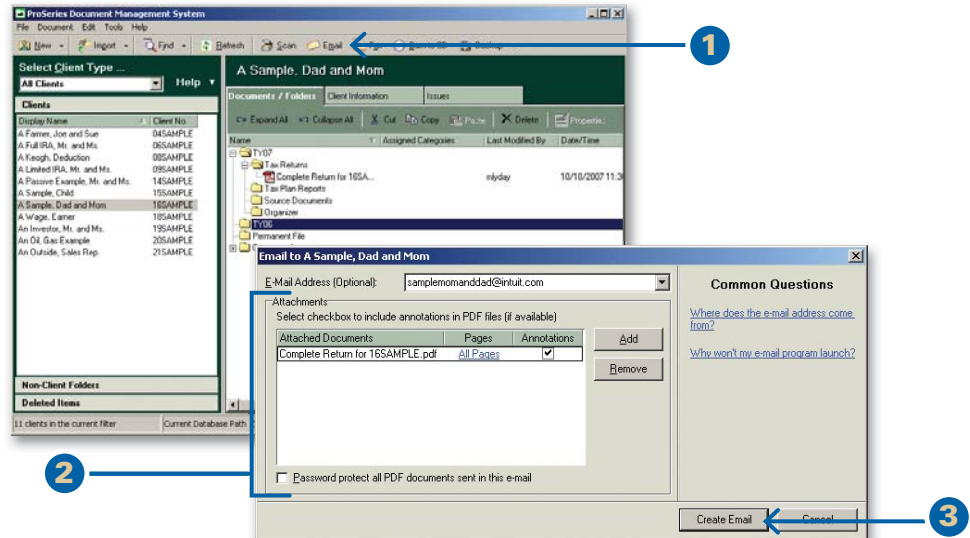 ProSeries Document Management System
File Document Edit Tools Help
New Import Find Refresh Scan Email
1
Select Client Type ...
All Clients
Help
Clients
Display Name Client No.
A Farmer, Joe and Sue 04SAMPLE
A Full IRA, Mr. and Ms. 06SAMPLE
A Keogh, Deduction 08SAMPLE
A Limited IRA, Mr. and Ms. 09SAMPLE
A Passive Example, Mr. and Ms. 14SAMPLE
A Sample, Child 15SAMPLE
A Sample, Dad and Mom 16SAMPLE
A Wage, Earner 18SAMPLE
An Investor, Mr. and Ms. 19SAMPLE
An Oil, Gas Example 20SAMPLE
An Outside, Sales Rep. 21SAMPLE
Non-Client Folders
Deleted Items
11 clients in the current filter Current Database Path
A Sample, Dad and Mom
Documents / Folders Client Information Issues
Expand All Collapse All Cut Copy Paste Delete Properties
Name Assigned Categories Last Modified By Date/Time
TY07
Tax Returns
Complete Return for 16SA... mlyday 10/18/2007 11:3
Tax Plan Reports
Source Documents
Organizer
TY06
Permanent File
Email to A Sample, Dad and Mom
E-Mail Address (Optional): samplemomanddad@intuit.com
Attachments
Select checkbox to include annotations in PDF files (if available)
Attached Documents Pages Annotations
Complete Return for 16SAMPLE.pdf All Pages
Add
Remove
Password protect all PDF documents sent in this e-mail
2
Common Questions
Where does the e-mail address come from?
Why won't my e-mail program launch?
Create Email Cancel
3